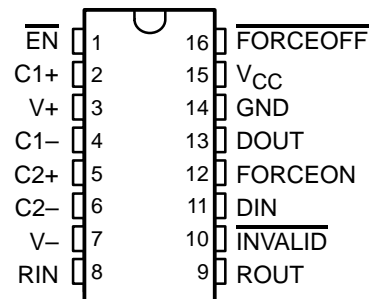 EN 1 16 FORCEOFF
C1+ 2 15 VCC
V+ 3 14 GND
C1– 4 13 DOUT
C2+ 5 12 FORCEON
C2– 6 11 DIN
V– 7 10 INVALID
RIN 8 9 ROUT